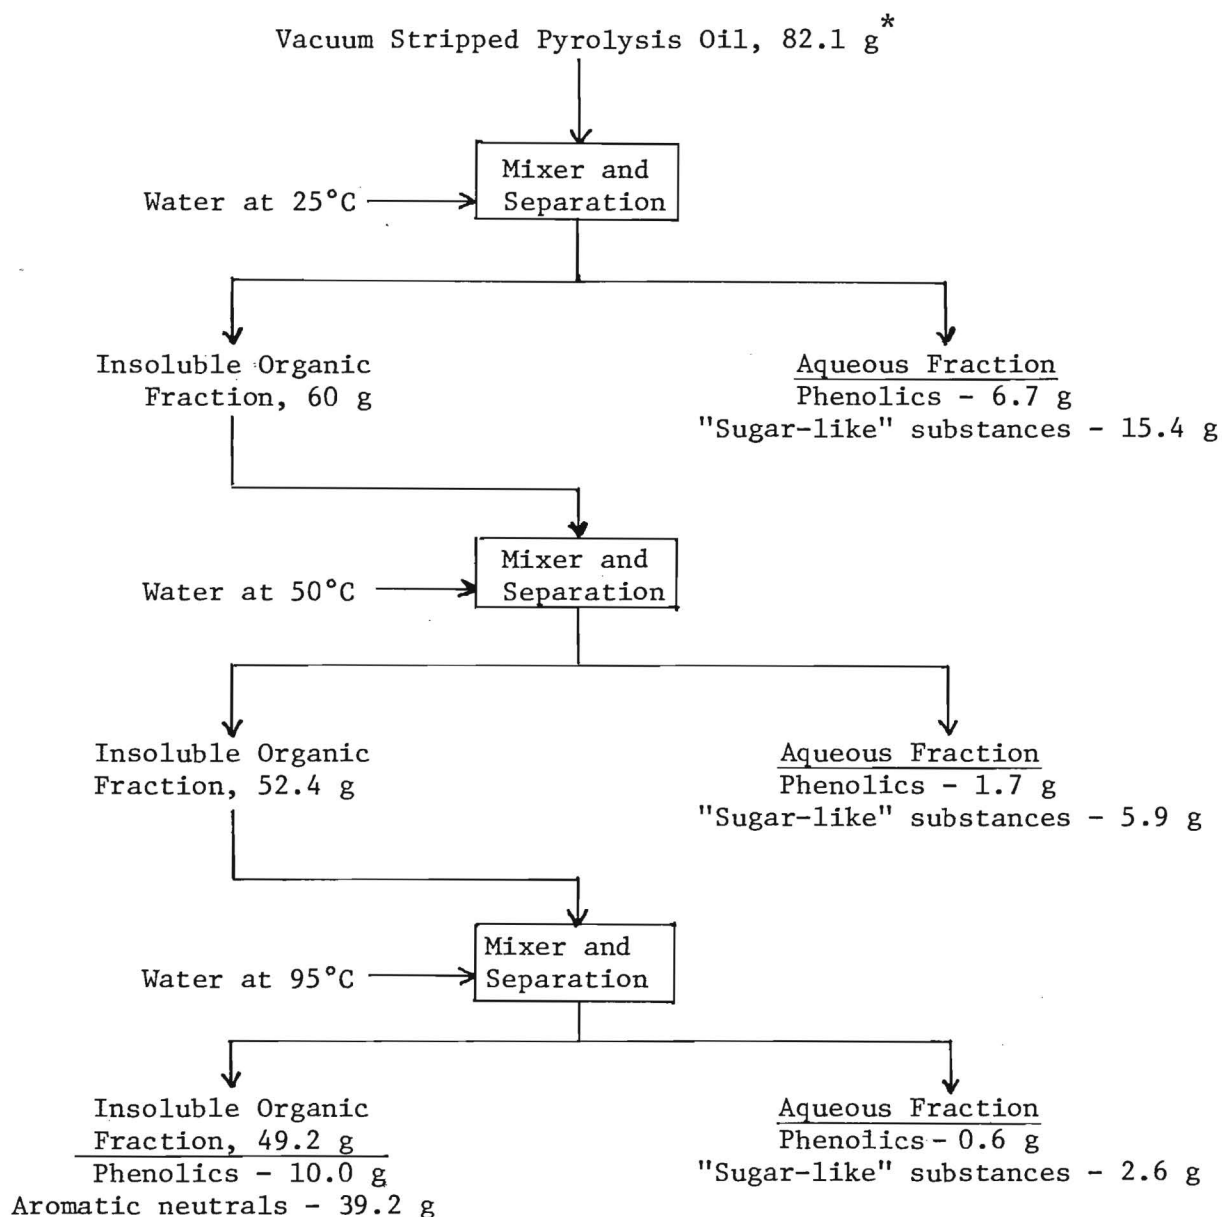 Vacuum Stripped Pyrolysis Oil, 82.1 g*
Mixer and
Separation
Water at 25°C
Insoluble Organic
Fraction, 60 g
Aqueous Fraction
Phenolics - 6.7 g
"Sugar-like" substances - 15.4 g
Mixer and
Separation
Water at 50°C
Insoluble Organic
Fraction, 52.4 g
Aqueous Fraction
Phenolics - 1.7 g
"Sugar-like" substances - 5.9 g
Mixer and
Separation
Water at 95°C
Insoluble Organic
Fraction, 49.2 g
Phenolics - 10.0 g
Aromatic neutrals - 39.2 g
Aqueous Fraction
Phenolics - 0.6 g
"Sugar-like" substances - 2.6 g